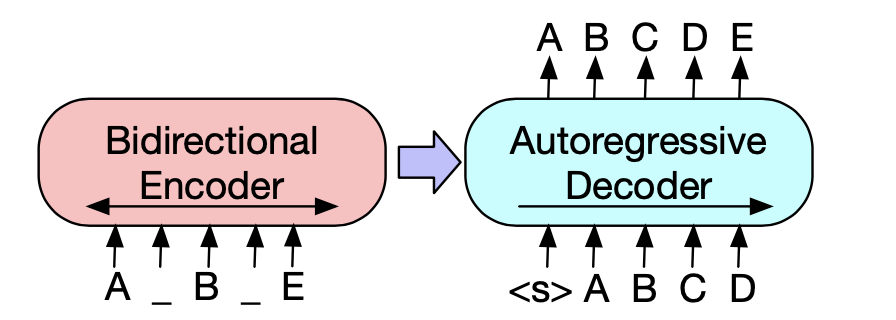 A B C D E
Bidirectional
Encoder
Autoregressive
Decoder
A _ B _ E
<s> A B C D